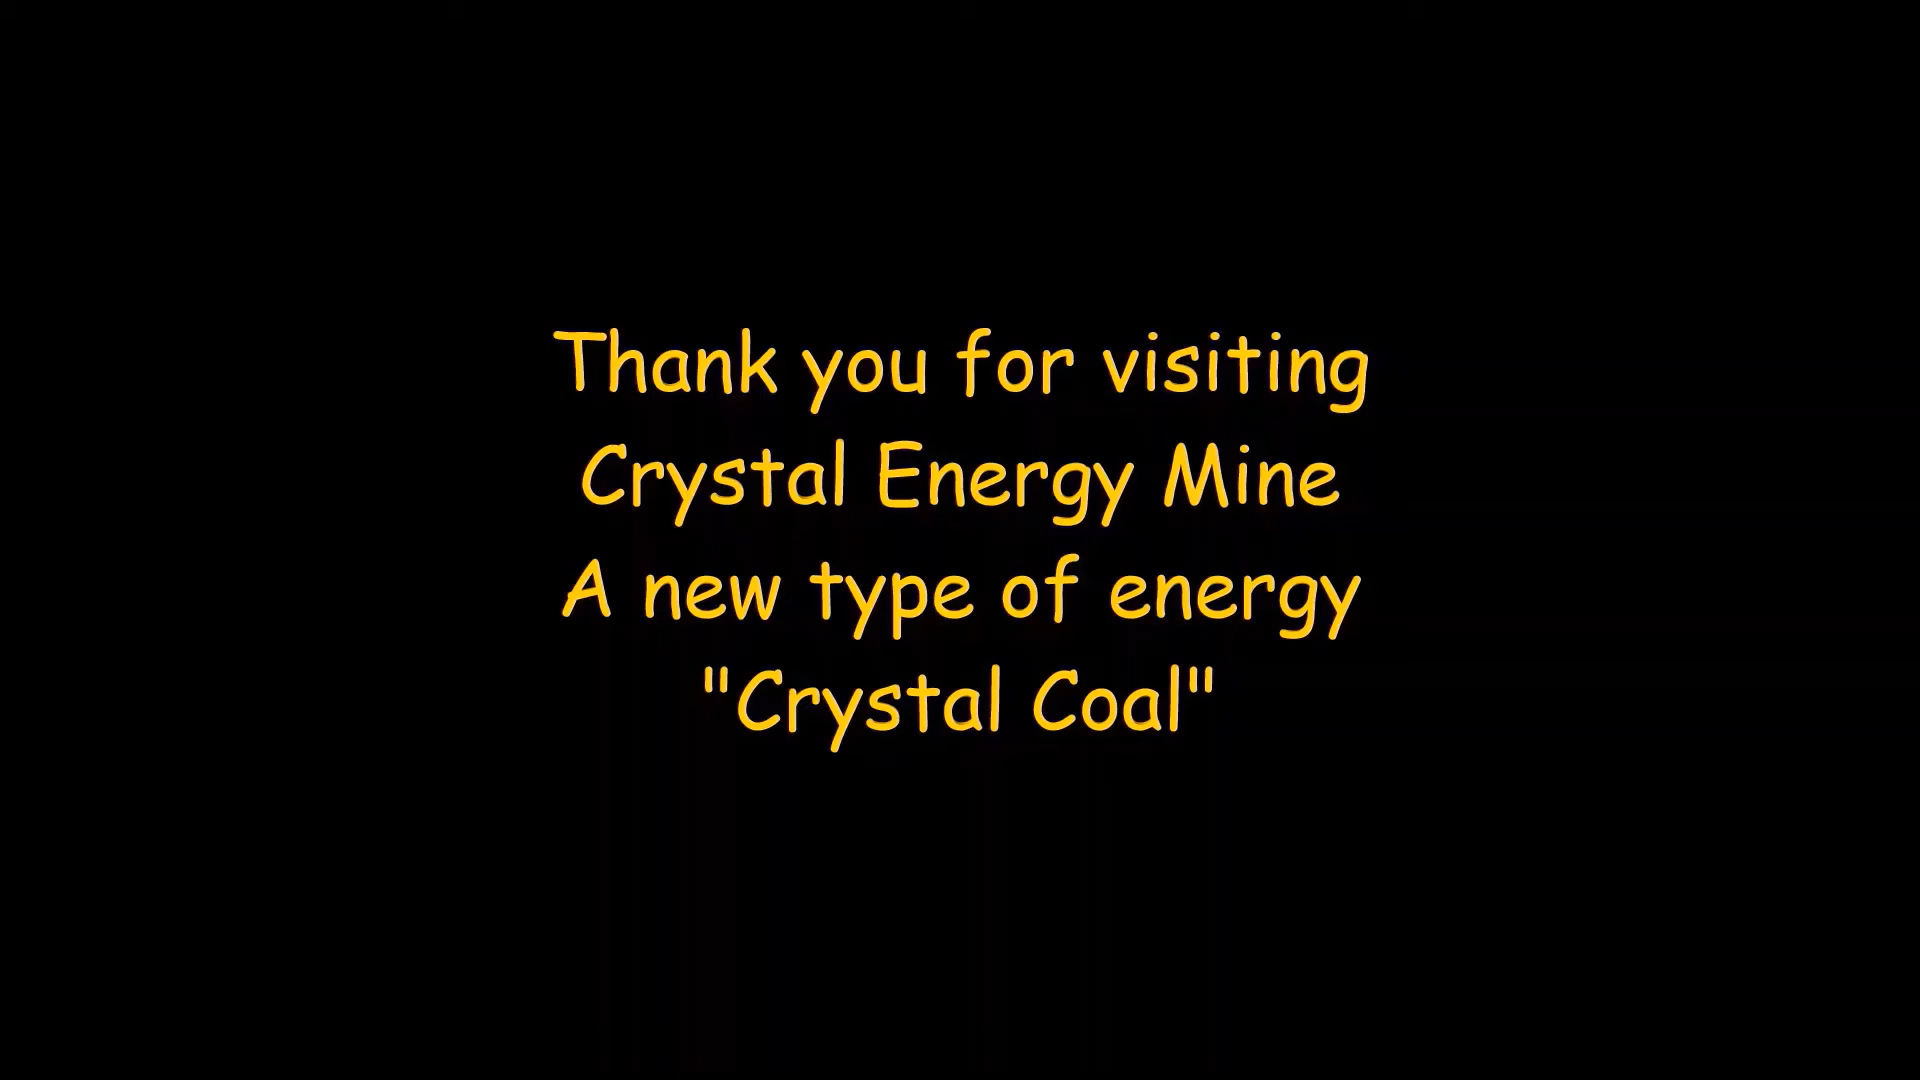 Thank you for visiting
Crystal Energy Mine
A new type of energy
"Crystal Coal"